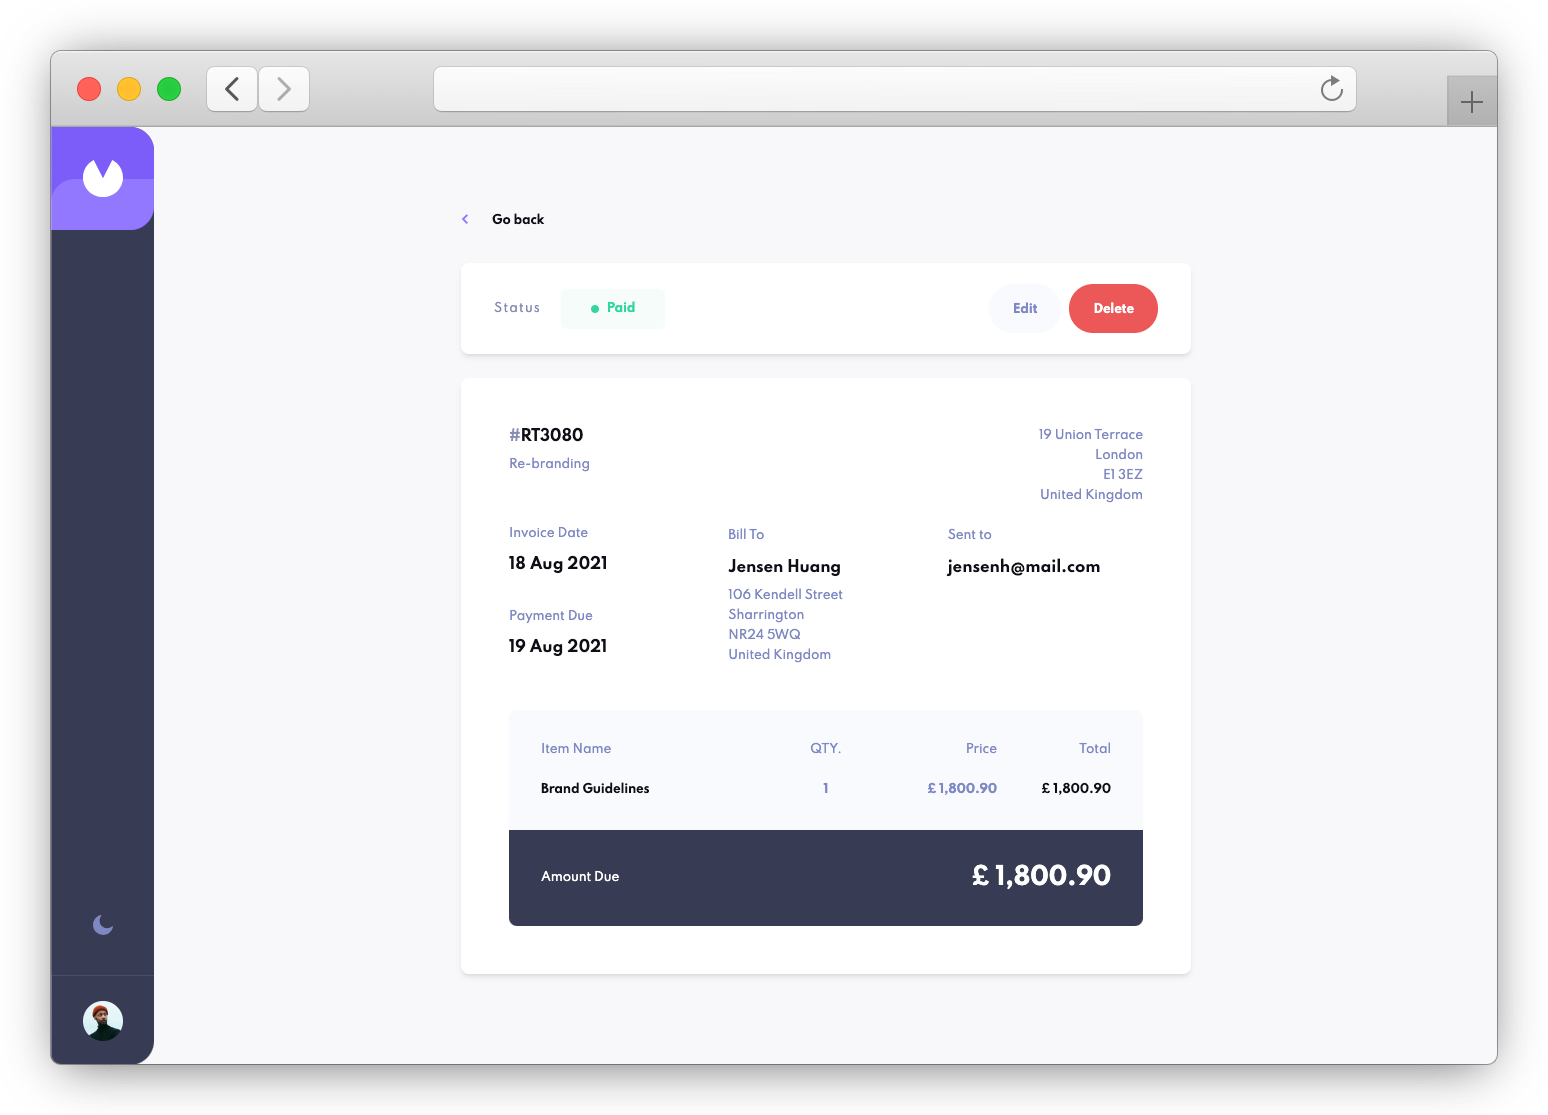 Go back
Status
Paid
Edit
Delete
#RT3080
Re-branding
19 Union Terrace
London
E1 3EZ
United Kingdom
Invoice Date
18 Aug 2021
Payment Due
19 Aug 2021
Bill To
Jensen Huang
106 Kendell Street
Sharrington
NR24 5WQ
United Kingdom
Sent to
jensenh@mail.com
Item Name QTY. Price Total
Brand Guidelines 1 £ 1,800.90 £ 1,800.90
Amount Due £ 1,800.90